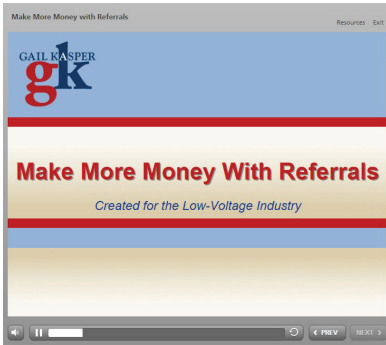 Make More Money with Referrals
Resources Exit
GAIL KASPER
gk
Make More Money With Referrals
Created for the Low-Voltage Industry
PREV NEXT